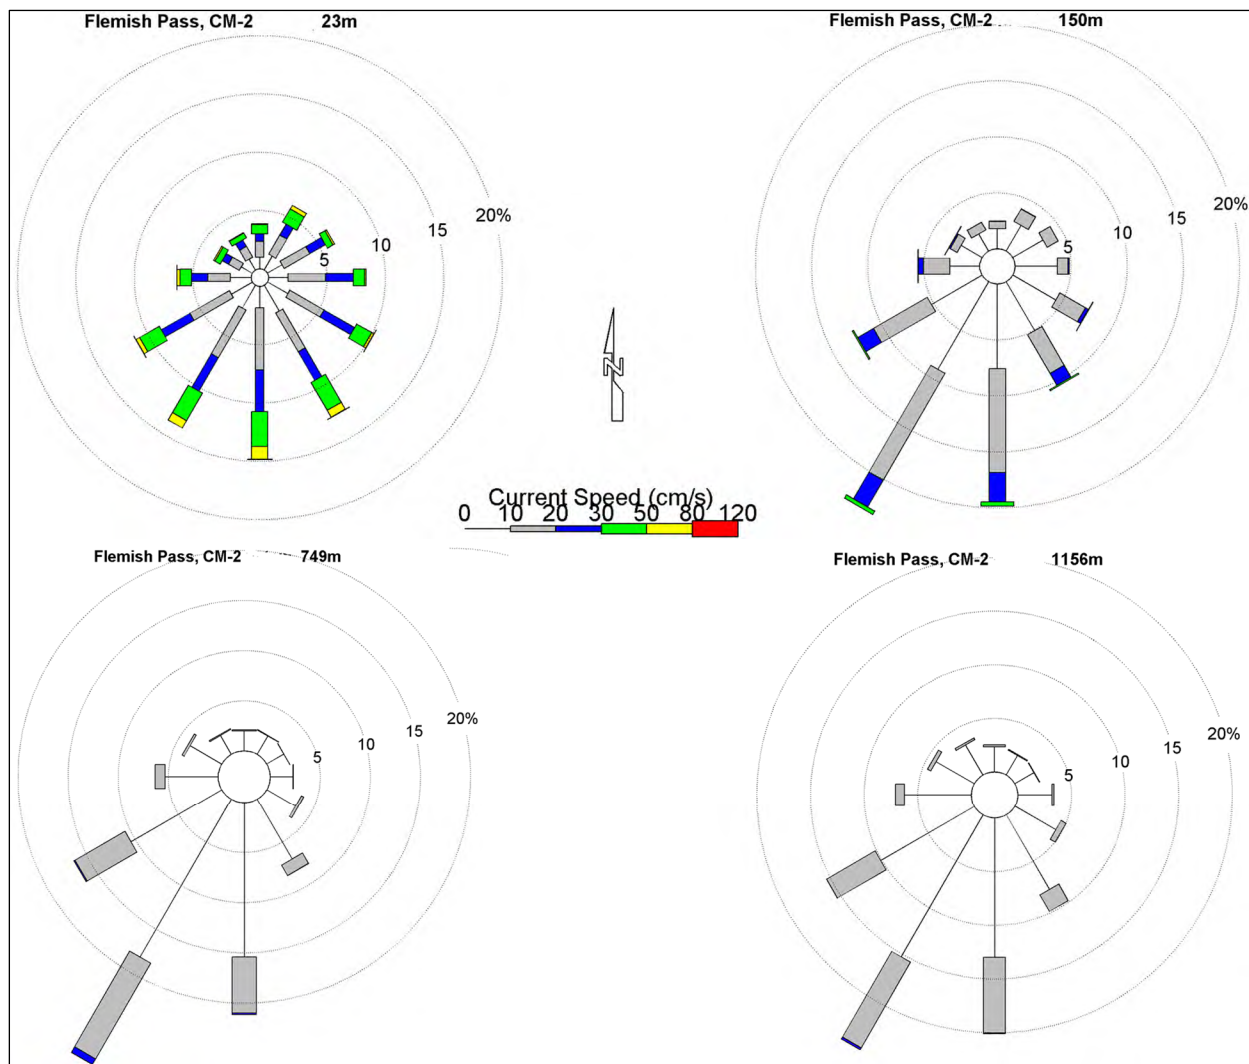 Flemish Pass, CM-2 23m
20%
15
10
5
Flemish Pass, CM-2 150m
20%
15
10
5
N
Current Speed (cm/s)
0 10 20 30 50 80 120
Flemish Pass, CM-2 749m
20%
15
10
5
Flemish Pass, CM-2 1156m
20%
15
10
5